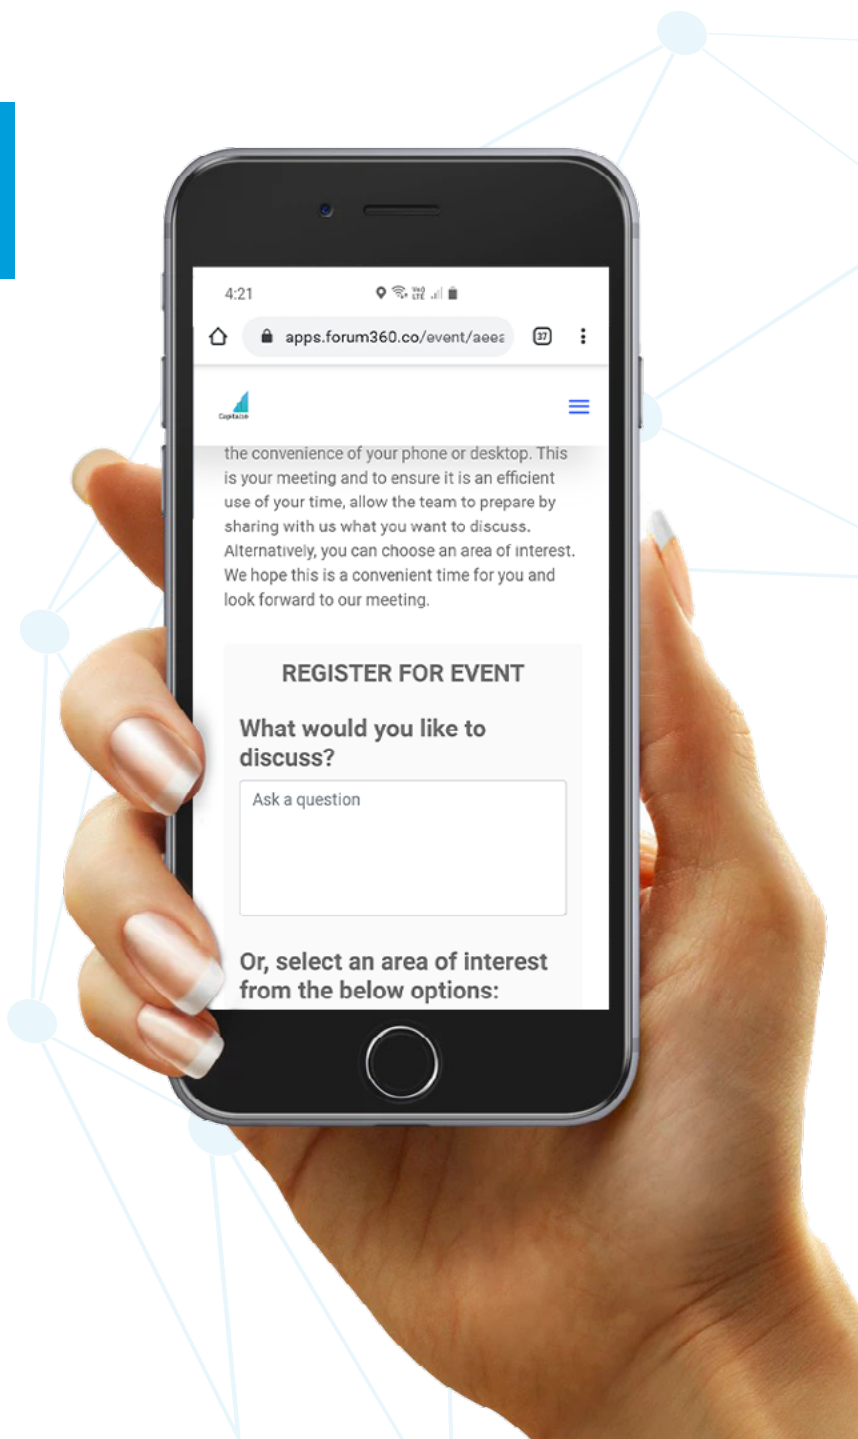 4:21
Vo)
LTE
apps.forum360.co/event/aee
37
the convenience of your phone or desktop. This
is your meeting and to ensure it is an efficient
use of your time, allow the team to prepare by
sharing with us what you want to discuss.
Alternatively, you can choose an area of interest.
We hope this is a convenient time for you and
look forward to our meeting.
REGISTER FOR EVENT
What would you like to
discuss?
Ask a question
Or, select an area of interest
from the below options: